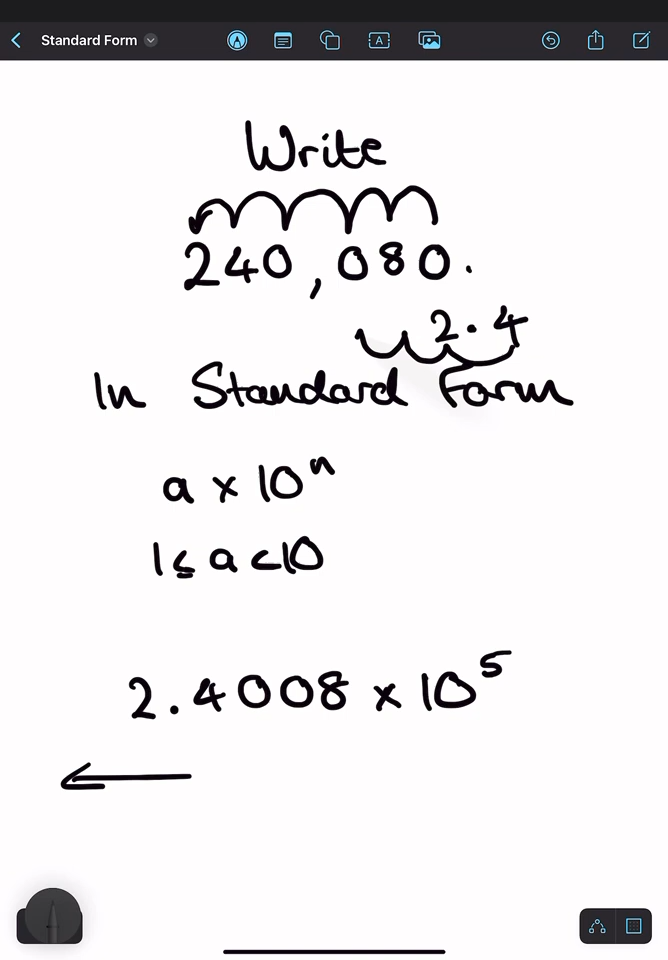 Standard Form
Write
240,080.
2.4
In Standard Form
a × 10ⁿ
1 ≤ a < 10
2.4008 × 10⁵